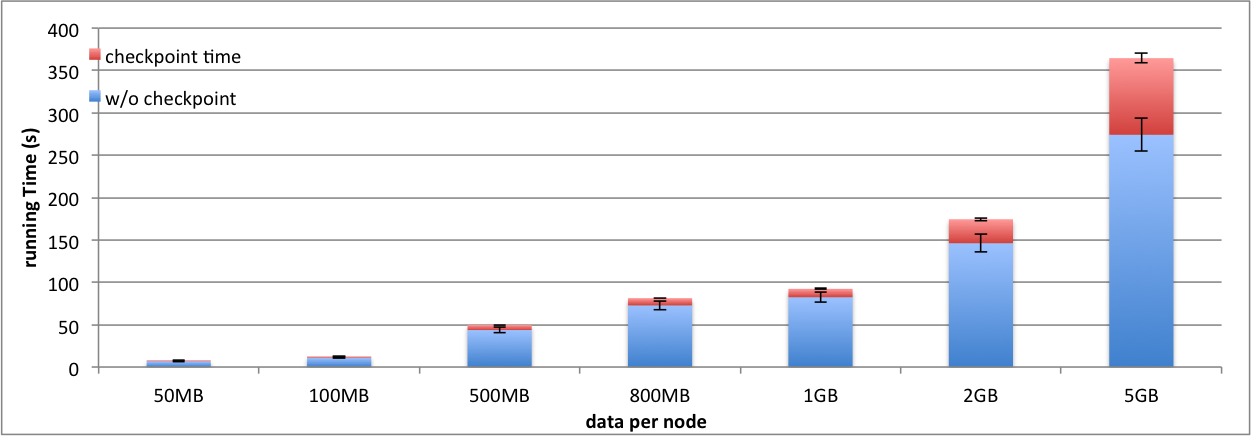 400
350
300
250
200
150
100
50
0
running Time (s)
checkpoint time
w/o checkpoint
50MB 100MB 500MB 800MB 1GB 2GB 5GB
data per node